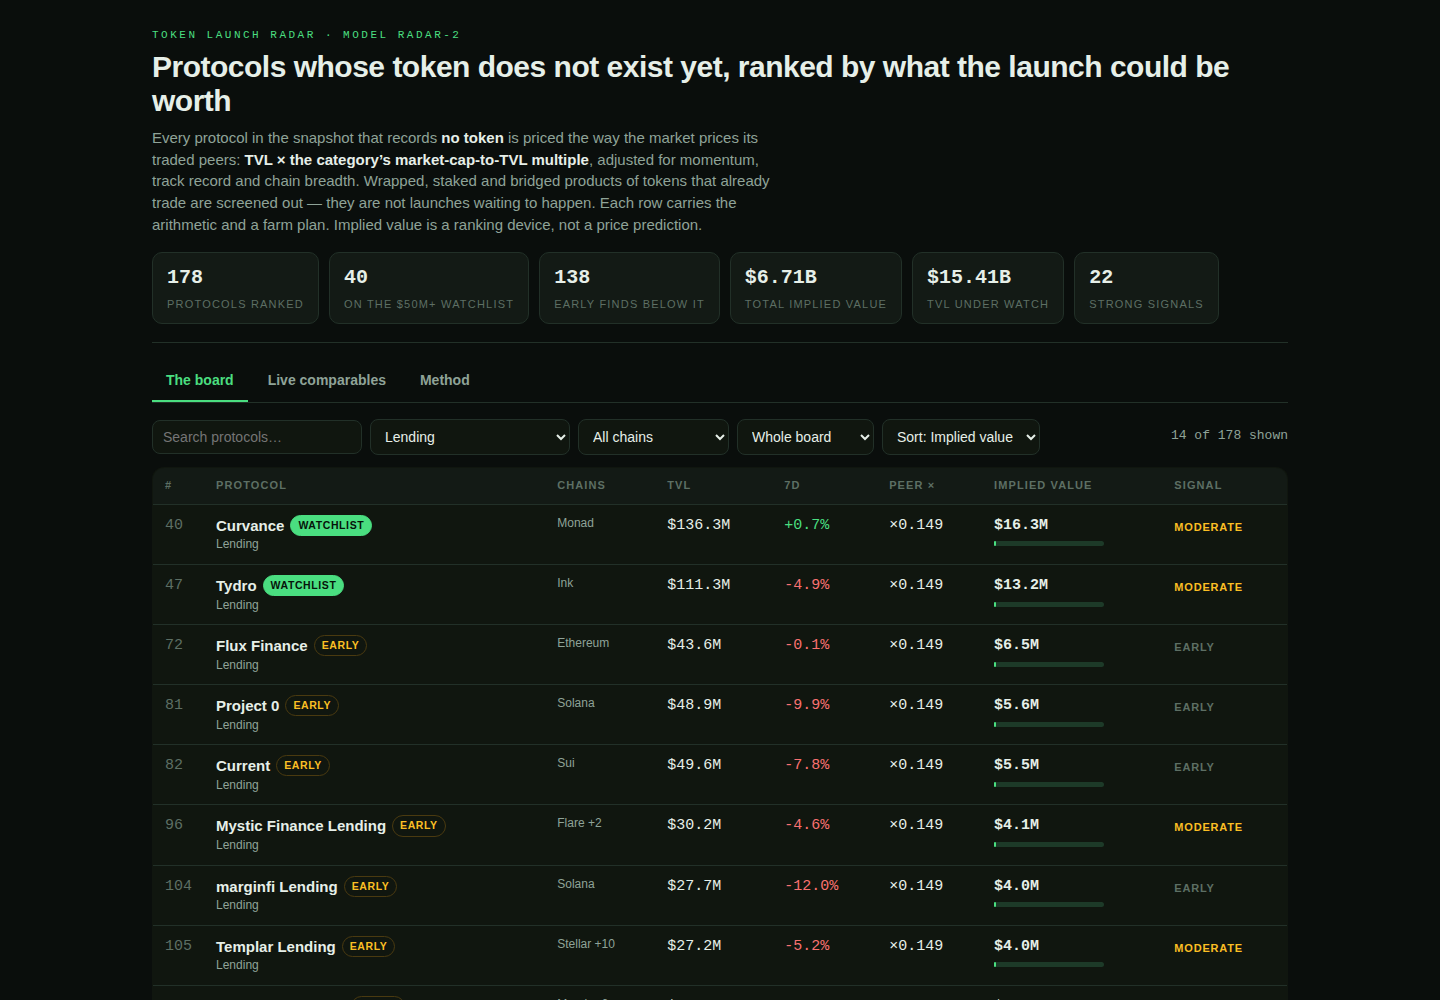 TOKEN LAUNCH RADAR · MODEL RADAR-2
Protocols whose token does not exist yet, ranked by what the launch could be
worth
Every protocol in the snapshot that records no token is priced the way the market prices its
traded peers: TVL × the category’s market-cap-to-TVL multiple, adjusted for momentum,
track record and chain breadth. Wrapped, staked and bridged products of tokens that already
trade are screened out — they are not launches waiting to happen. Each row carries the
arithmetic and a farm plan. Implied value is a ranking device, not a price prediction.
178 40 138 $6.71B $15.41B 22
PROTOCOLS RANKED ON THE $50M+ WATCHLIST EARLY FINDS BELOW IT TOTAL IMPLIED VALUE TVL UNDER WATCH STRONG SIGNALS
The board Live comparables Method
Search protocols… Lending All chains Whole board Sort: Implied value 14 of 178 shown
# PROTOCOL CHAINS TVL 7D PEER × IMPLIED VALUE SIGNAL
40 Curvance WATCHLIST Monad $136.3M +0.7% ×0.149 $16.3M MODERATE
Lending
47 Tydro WATCHLIST Ink $111.3M -4.9% ×0.149 $13.2M MODERATE
Lending
72 Flux Finance EARLY Ethereum $43.6M -0.1% ×0.149 $6.5M EARLY
Lending
81 Project 0 EARLY Solana $48.9M -9.9% ×0.149 $5.6M EARLY
Lending
82 Current EARLY Sui $49.6M -7.8% ×0.149 $5.5M EARLY
Lending
96 Mystic Finance Lending EARLY Flare +2 $30.2M -4.6% ×0.149 $4.1M MODERATE
Lending
104 marginfi Lending EARLY Solana $27.7M -12.0% ×0.149 $4.0M EARLY
Lending
105 Templar Lending EARLY Stellar +10 $27.2M -5.2% ×0.149 $4.0M MODERATE
Lending